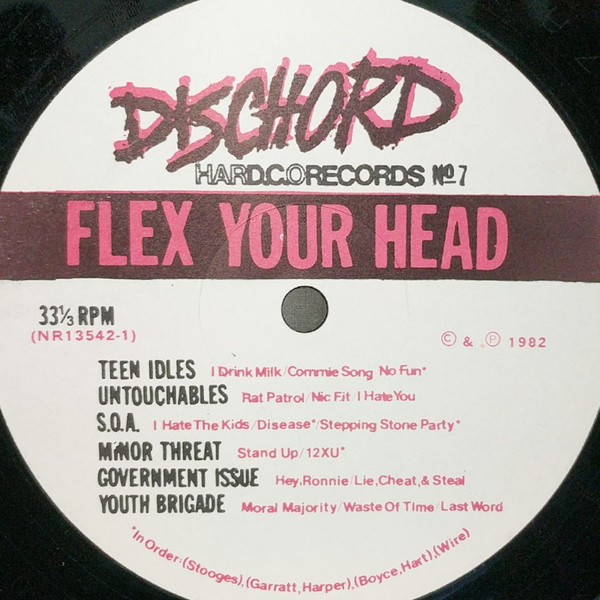 DISCHORD
HARD.C.ORECORDS Nº 7
FLEX YOUR HEAD
33⅓ RPM
(NR13542-1)
© & ℗ 1982
TEEN IDLES I Drink Milk/Commie Song No Fun*
UNTOUCHABLES Rat Patrol/Nic Fit/I Hate You
S.O.A. I Hate The Kids/Disease*/Stepping Stone Party*
MINOR THREAT Stand Up/12XU*
GOVERNMENT ISSUE Hey, Ronnie/Lie, Cheat, & Steal
YOUTH BRIGADE Moral Majority/Waste Of TIme/Last Word
*In Order:(Stooges),(Garratt,Harper),(Boyce,Hart),(Wire)